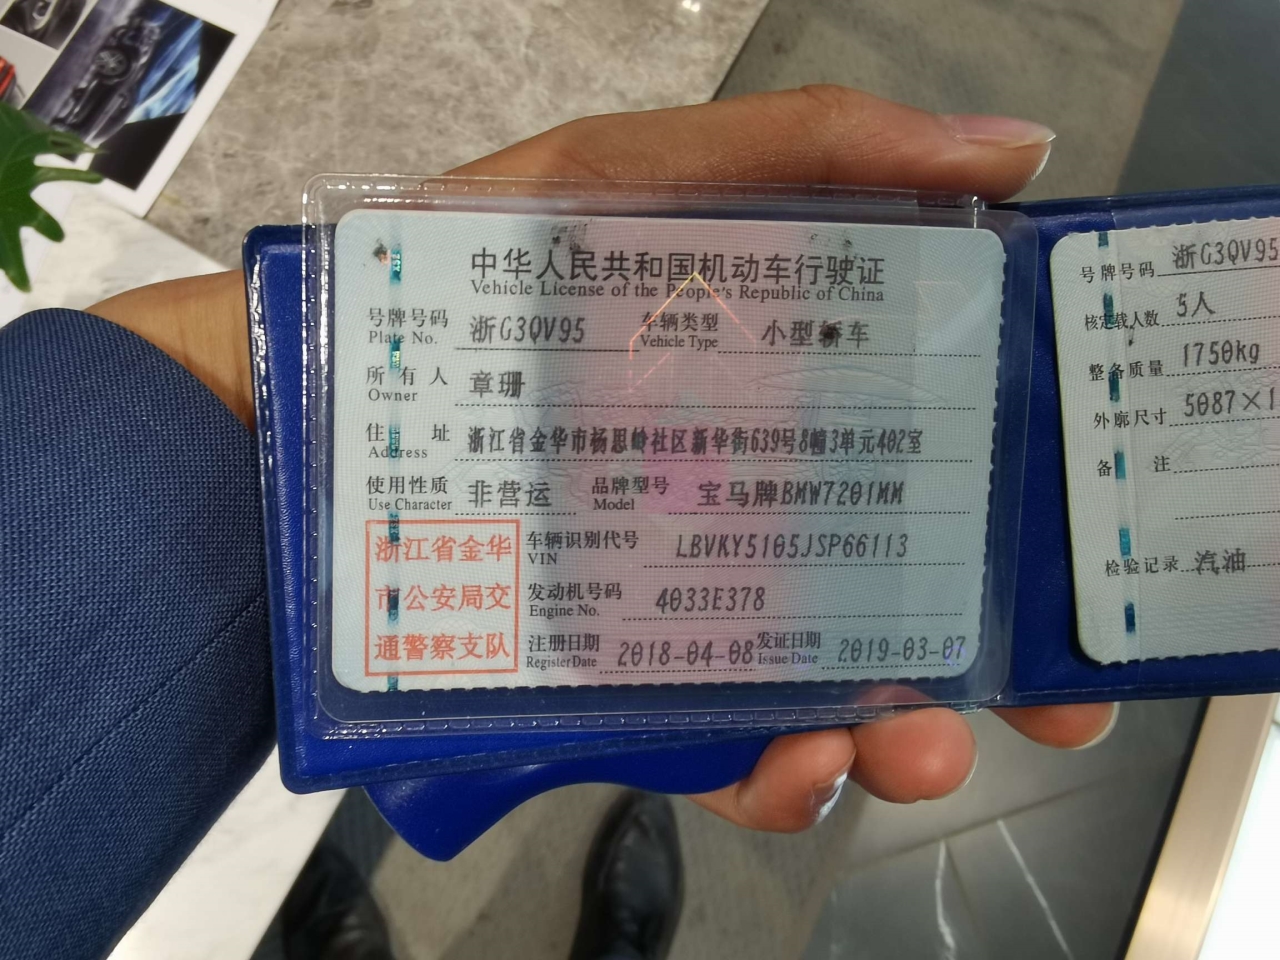 中华人民共和国机动车行驶证
Vehicle License of the People's Republic of China
号牌号码 浙G3QV95 车辆类型 小型轿车
Plate No. Vehicle Type
所有人 章珊
Owner
住址 浙江省金华市杨思岭社区新华街639号8幢3单元402室
Address
使用性质 非营运 品牌型号 宝马牌BMW7201MM
Use Character Model
浙江省金华
市公安局交
通警察支队
车辆识别代号 LBVKY5105JSP66113
VIN
发动机号码 4033E378
Engine No.
注册日期 2018-04-08 发证日期 2019-03-07
Register Date Issue Date
号牌号码 浙G3QV95
核定载人数 5人
整备质量 1750kg
外廓尺寸 5087×1
备注
检验记录 汽油